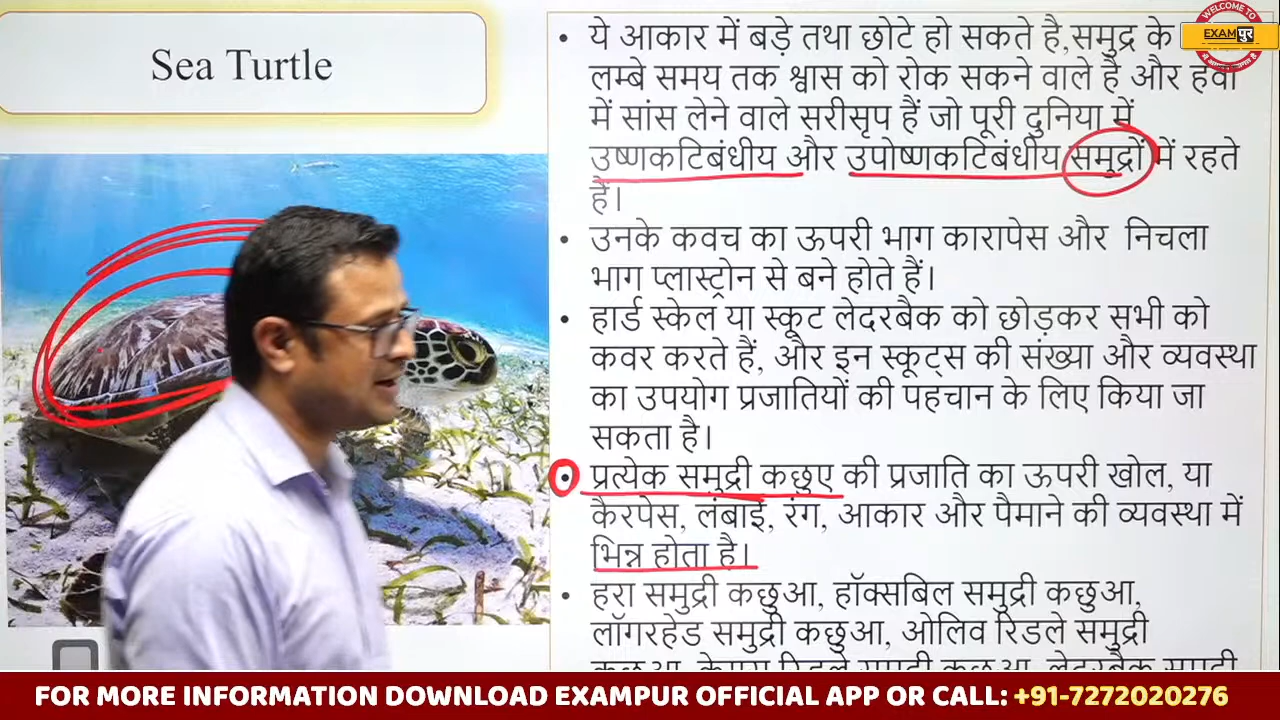 Sea Turtle
WELCOME TO
EXAMपुर
ये आकार में बड़े तथा छोटे हो सकते है,समुद्र के
लम्बे समय तक श्वास को रोक सकने वाले है और हवा
में सांस लेने वाले सरीसृप हैं जो पूरी दुनिया में
उष्णकटिबंधीय और उपोष्णकटिबंधीय समुद्रों में रहते
हैं।
उनके कवच का ऊपरी भाग कारापेस और निचला
भाग प्लास्ट्रोन से बने होते हैं।
हार्ड स्केल या स्कूट लेदरबैक को छोड़कर सभी को
कवर करते हैं, और इन स्कूट्स की संख्या और व्यवस्था
का उपयोग प्रजातियों की पहचान के लिए किया जा
सकता है।
प्रत्येक समुद्री कछुए की प्रजाति का ऊपरी खोल, या
कैरपेस, लंबाई, रंग, आकार और पैमाने की व्यवस्था में
भिन्न होता है।
हरा समुद्री कछुआ, हॉक्सबिल समुद्री कछुआ,
लॉगरहेड समुद्री कछुआ, ओलिव रिडले समुद्री
FOR MORE INFORMATION DOWNLOAD EXAMPUR OFFICIAL APP OR CALL: +91-7272020276